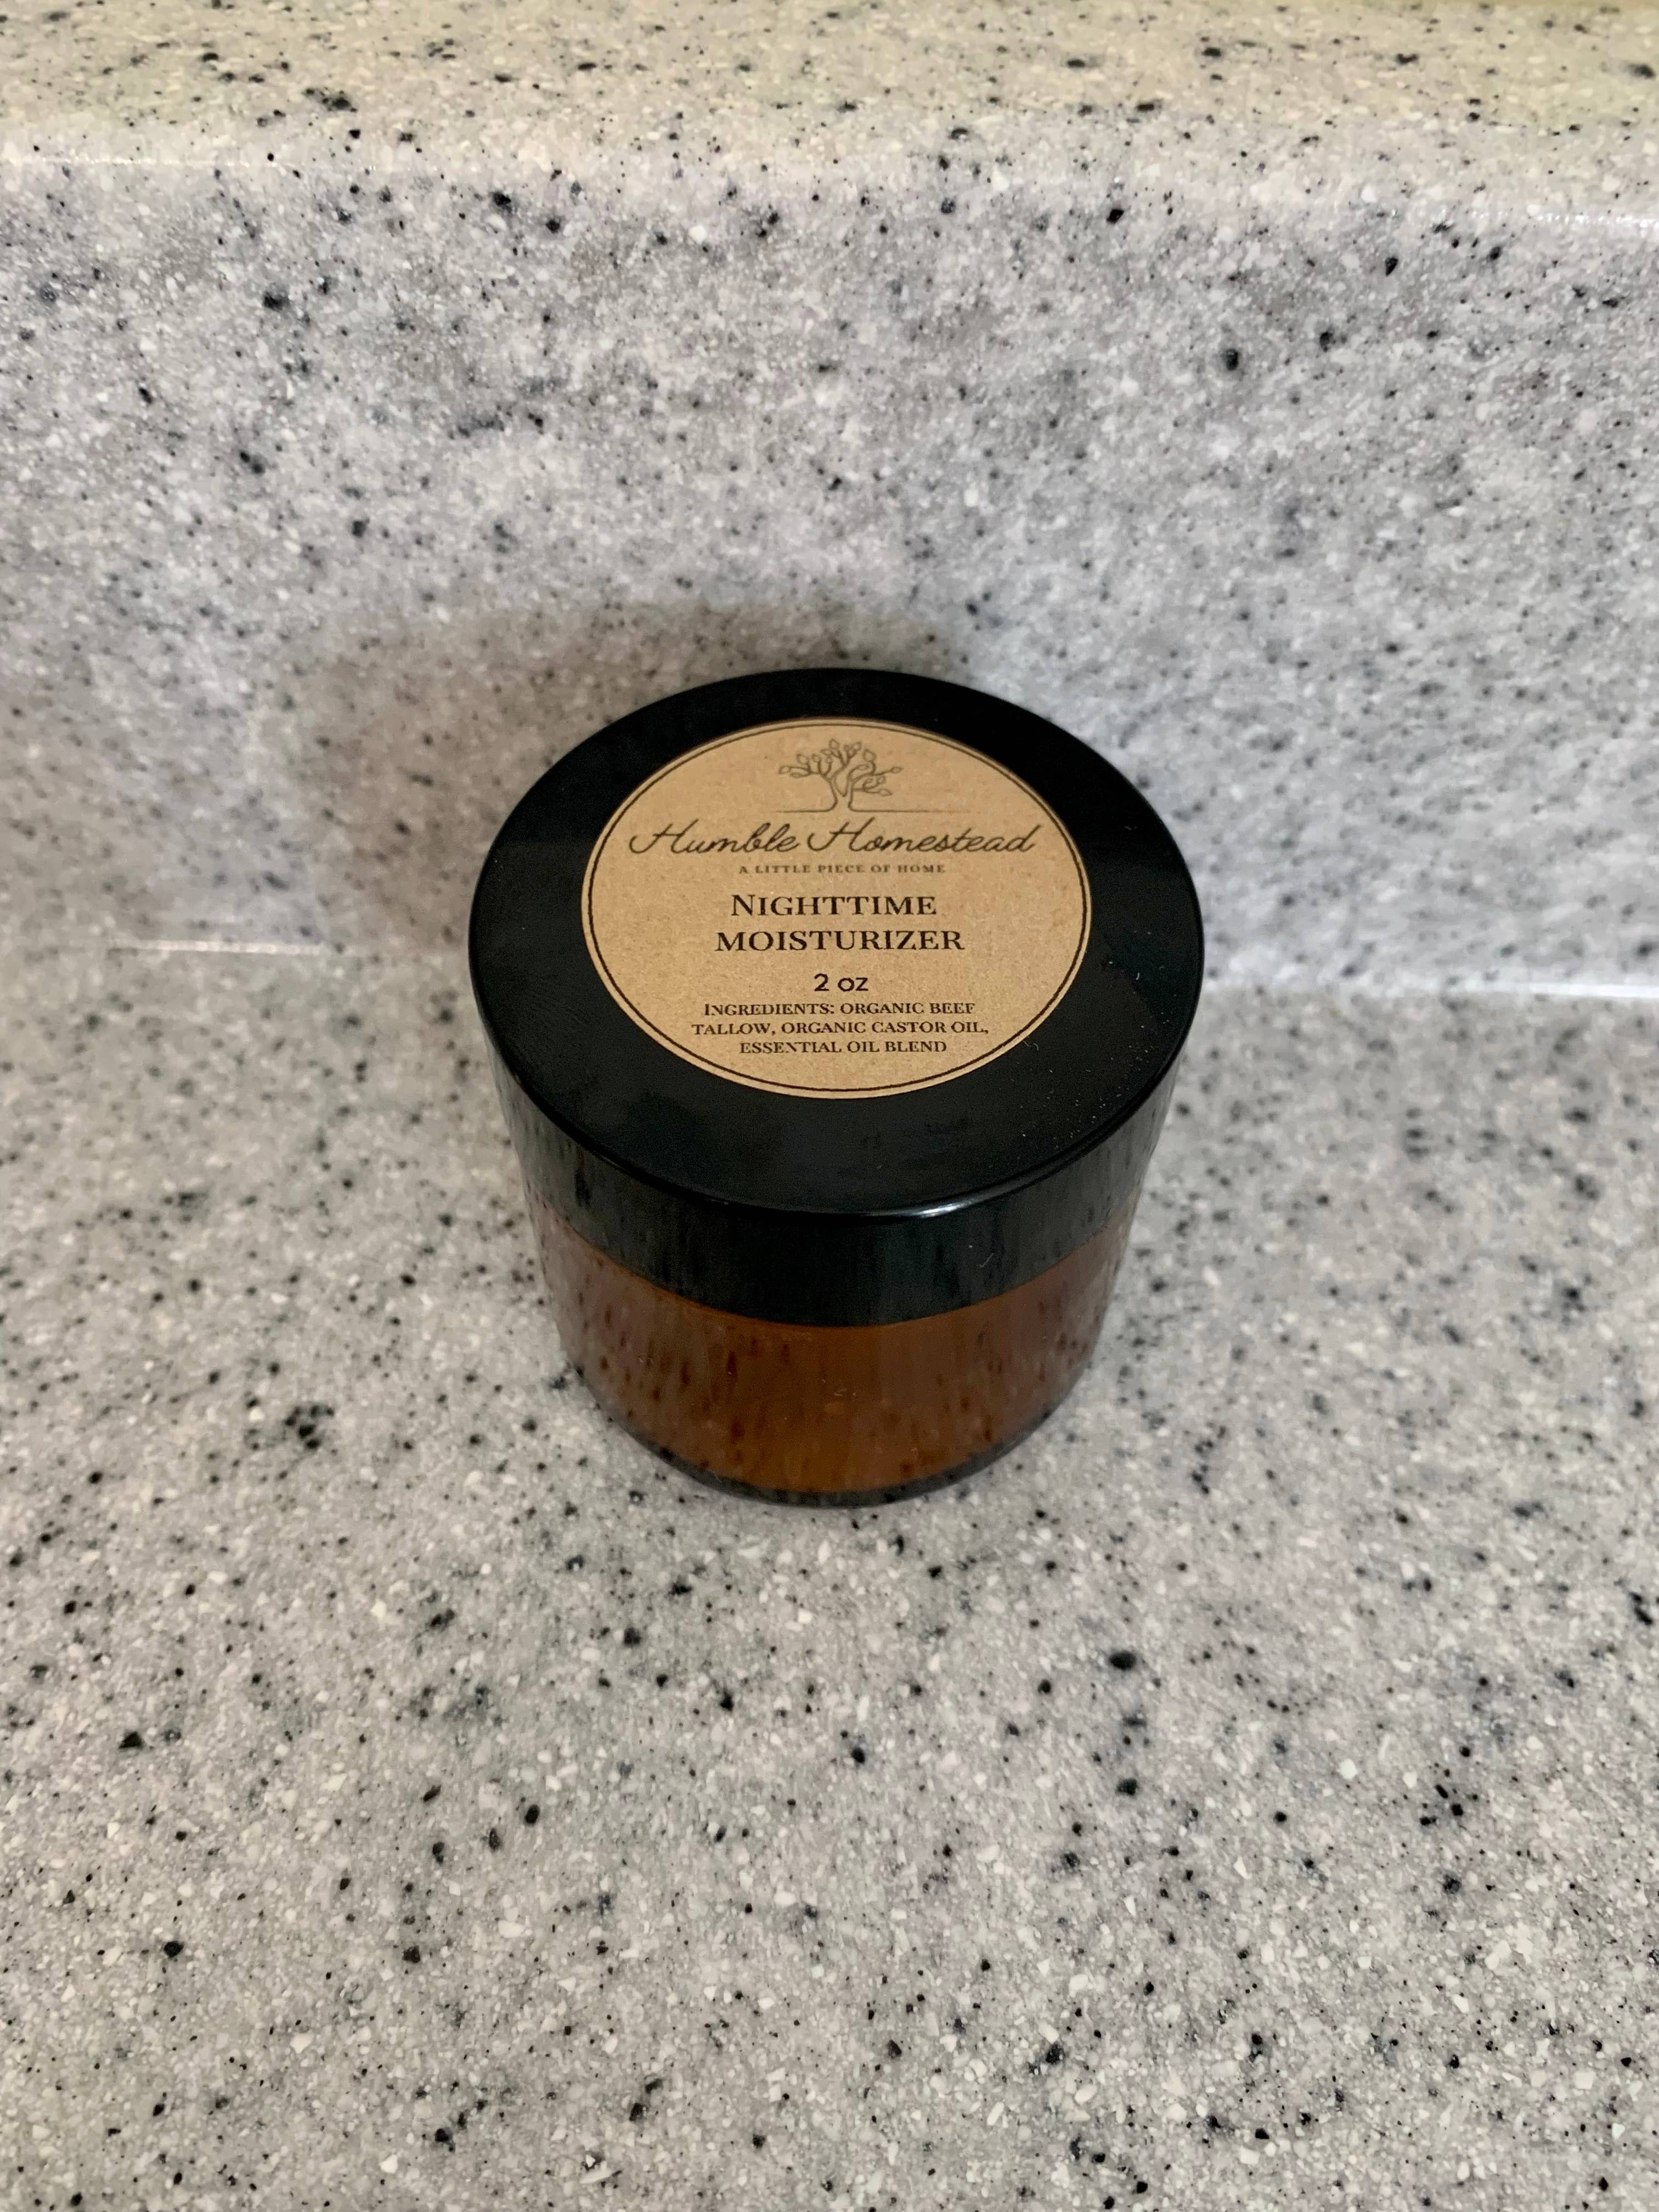 Humble Homestead
A LITTLE PIECE OF HOME
NIGHTTIME
MOISTURIZER
2 oz
INGREDIENTS: ORGANIC BEEF
TALLOW, ORGANIC CASTOR OIL,
ESSENTIAL OIL BLEND